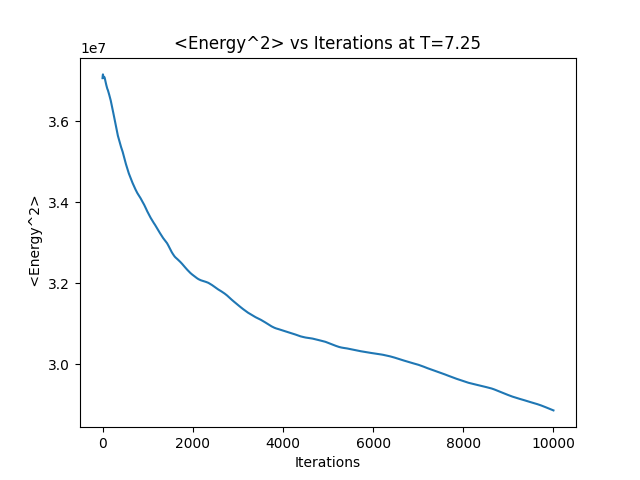 <Energy^2> vs Iterations at T=7.25
1e7
3.6
3.4
3.2
3.0
<Energy^2>
0 2000 4000 6000 8000 10000
Iterations